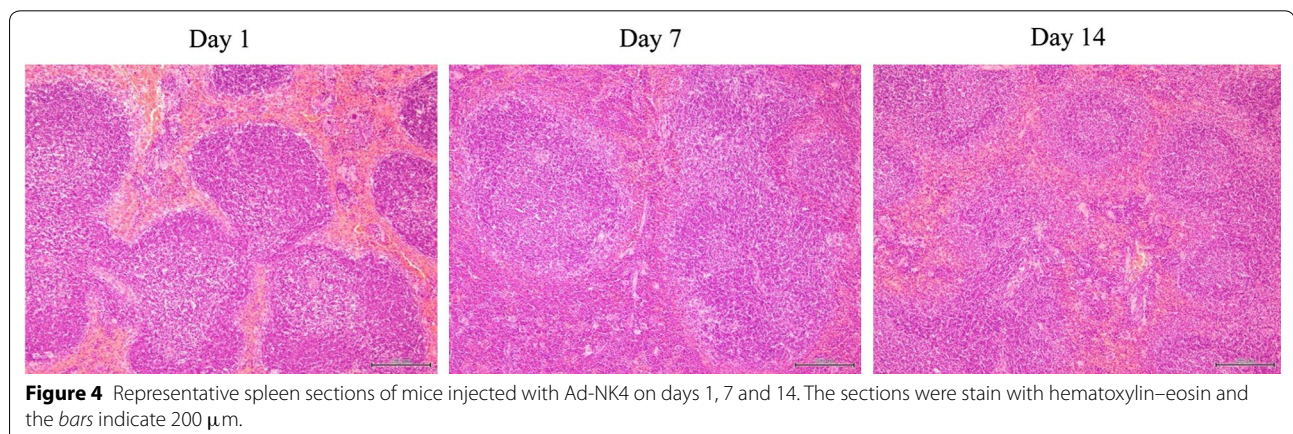 Day 1
Day 7
Day 14
Figure 4 Representative spleen sections of mice injected with Ad-NK4 on days 1, 7 and 14. The sections were stain with hematoxylin–eosin and
the bars indicate 200 μm.